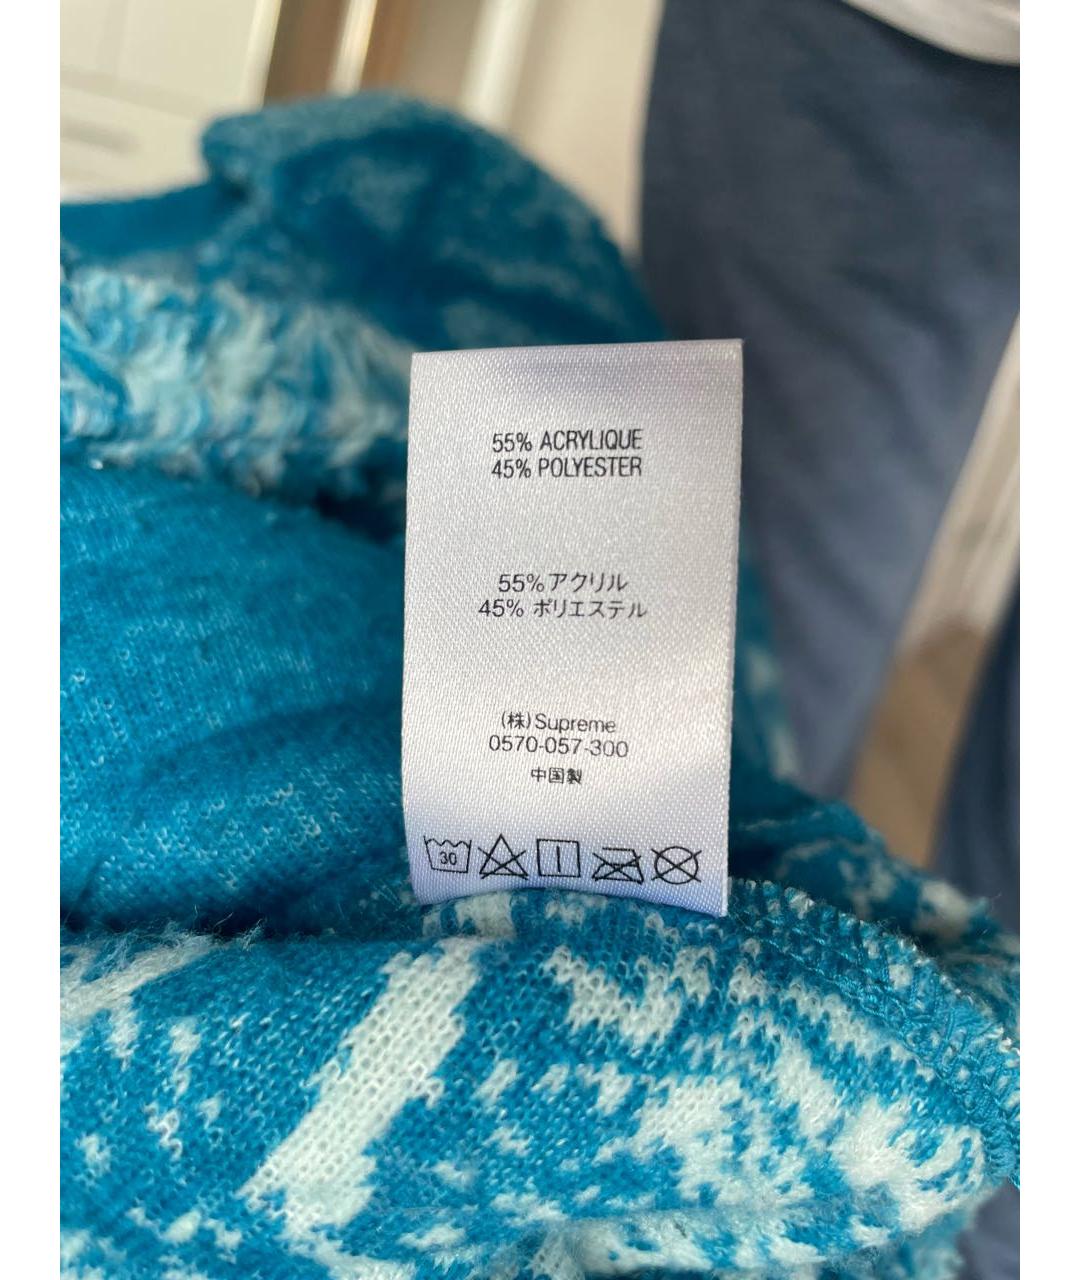 55% ACRYLIQUE
45% POLYESTER
55%アクリル
45% ポリエステル
(株)Supreme
0570-057-300
中国製
30